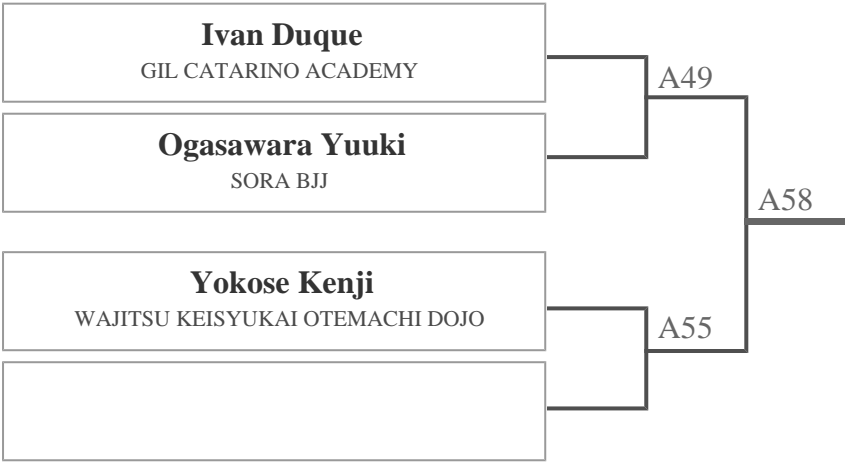 Ivan Duque
GIL CATARINO ACADEMY
A49
Ogasawara Yuuki
SORA BJJ
A58
Yokose Kenji
WAJITSU KEISYUKAI OTEMACHI DOJO
A55